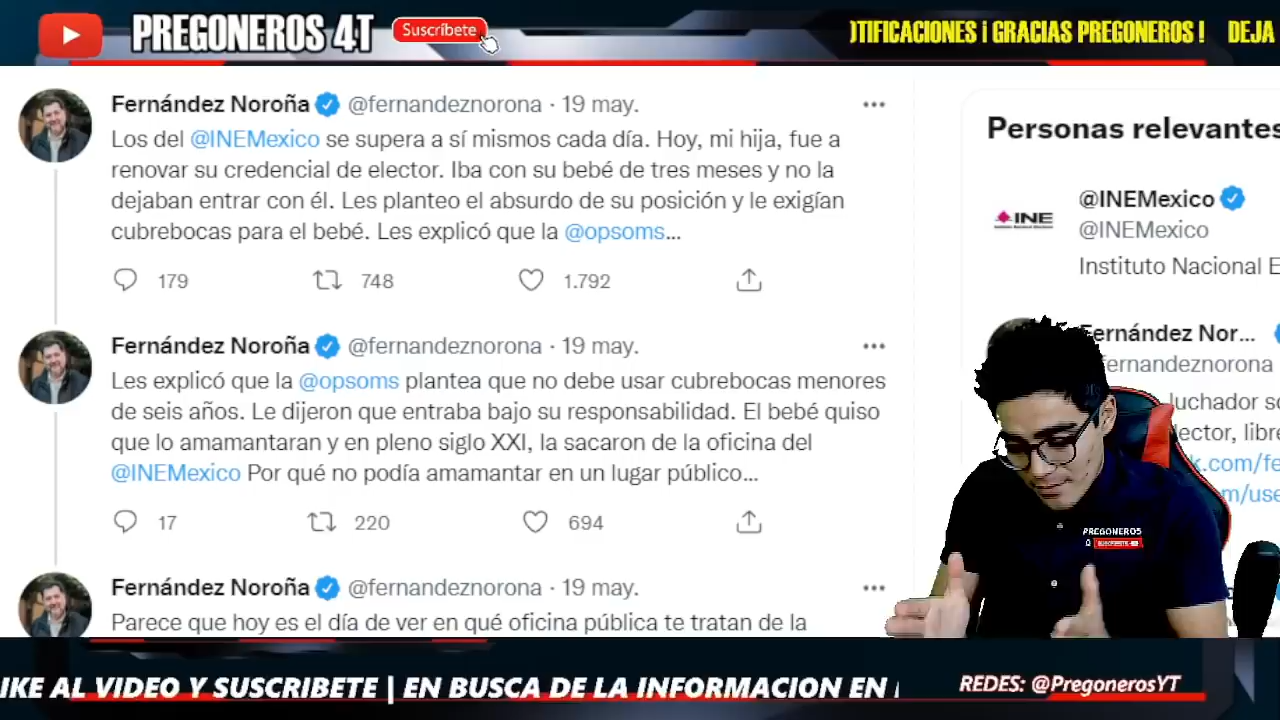 PREGONEROS 4T
Suscríbete
OTIFICACIONES ¡ GRACIAS PREGONEROS ! DEJA
Fernández Noroña @fernandeznorona · 19 may.
Los del @INEMexico se supera a sí mismos cada día. Hoy, mi hija, fue a
renovar su credencial de elector. Iba con su bebé de tres meses y no la
dejaban entrar con él. Les planteo el absurdo de su posición y le exigían
cubrebocas para el bebé. Les explicó que la @opsoms...
179 748 1.792
Fernández Noroña @fernandeznorona · 19 may.
Les explicó que la @opsoms plantea que no debe usar cubrebocas menores
de seis años. Le dijeron que entraba bajo su responsabilidad. El bebé quiso
que lo amamantaran y en pleno siglo XXI, la sacaron de la oficina del
@INEMexico Por qué no podía amamantar en un lugar público...
17 220 694
Fernández Noroña @fernandeznorona · 19 may.
Parece que hoy es el día de ver en qué oficina pública te tratan de la
Personas relevantes
INE
@INEMexico
@INEMexico
Instituto Nacional E
Fernández Nor...
fernandeznorona
luchador so
lector, libre
k.com/fe
m/use
PREGONEROS
IKE AL VIDEO Y SUSCRIBETE | EN BUSCA DE LA INFORMACION EN
REDES: @PregonerosYT